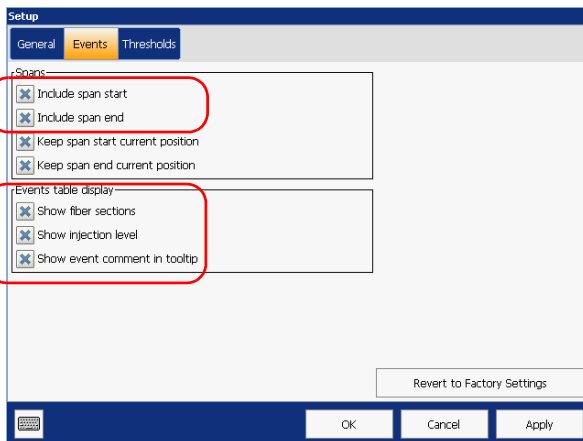 Setup
General Events Thresholds
Spans
Include span start
Include span end
Keep span start current position
Keep span end current position
Events table display
Show fiber sections
Show injection level
Show event comment in tooltip
Revert to Factory Settings
OK Cancel Apply